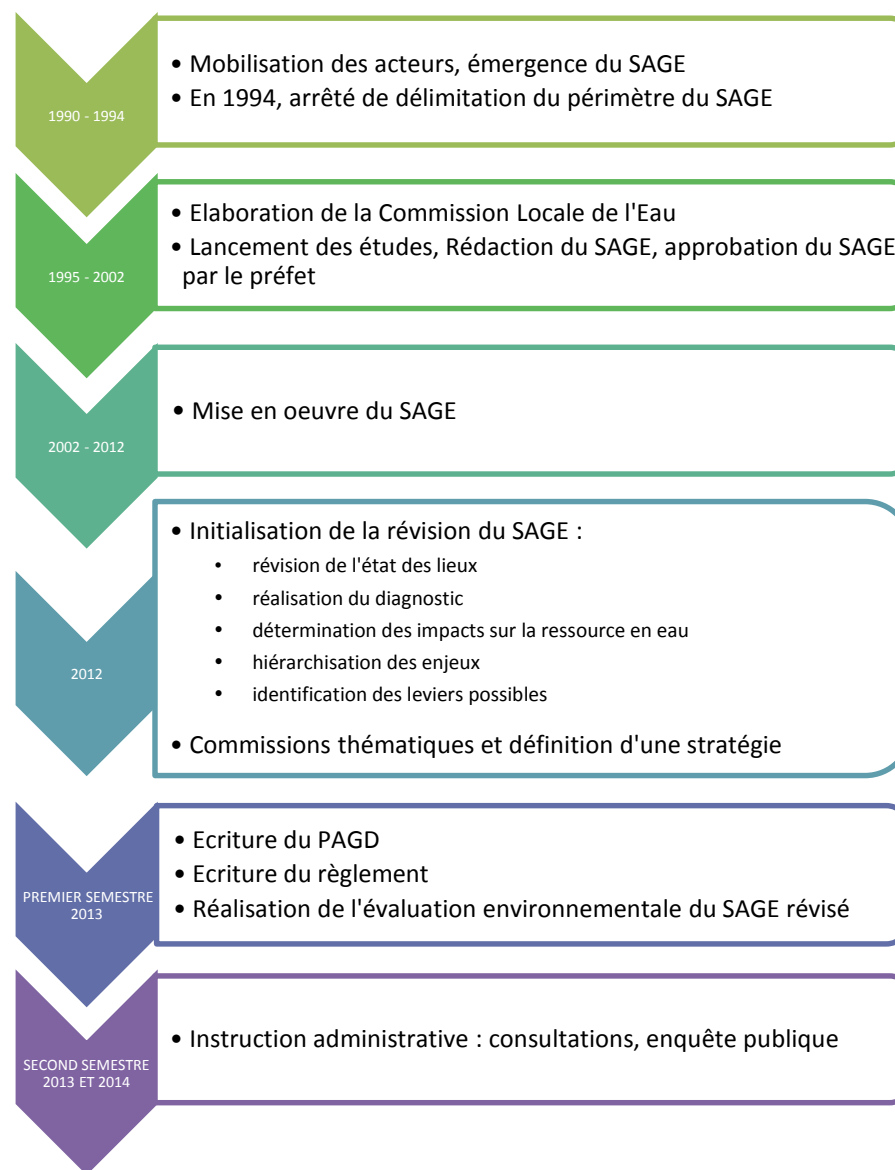 1990 - 1994
• Mobilisation des acteurs, émergence du SAGE
• En 1994, arrêté de délimitation du périmètre du SAGE
1995 - 2002
• Elaboration de la Commission Locale de l'Eau
• Lancement des études, Rédaction du SAGE, approbation du SAGE
par le préfet
2002 - 2012
• Mise en oeuvre du SAGE
2012
• Initialisation de la révision du SAGE :
• révision de l'état des lieux
• réalisation du diagnostic
• détermination des impacts sur la ressource en eau
• hiérarchisation des enjeux
• identification des leviers possibles
• Commissions thématiques et définition d'une stratégie
PREMIER SEMESTRE
2013
• Ecriture du PAGD
• Ecriture du règlement
• Réalisation de l'évaluation environnementale du SAGE révisé
SECOND SEMESTRE
2013 ET 2014
• Instruction administrative : consultations, enquête publique